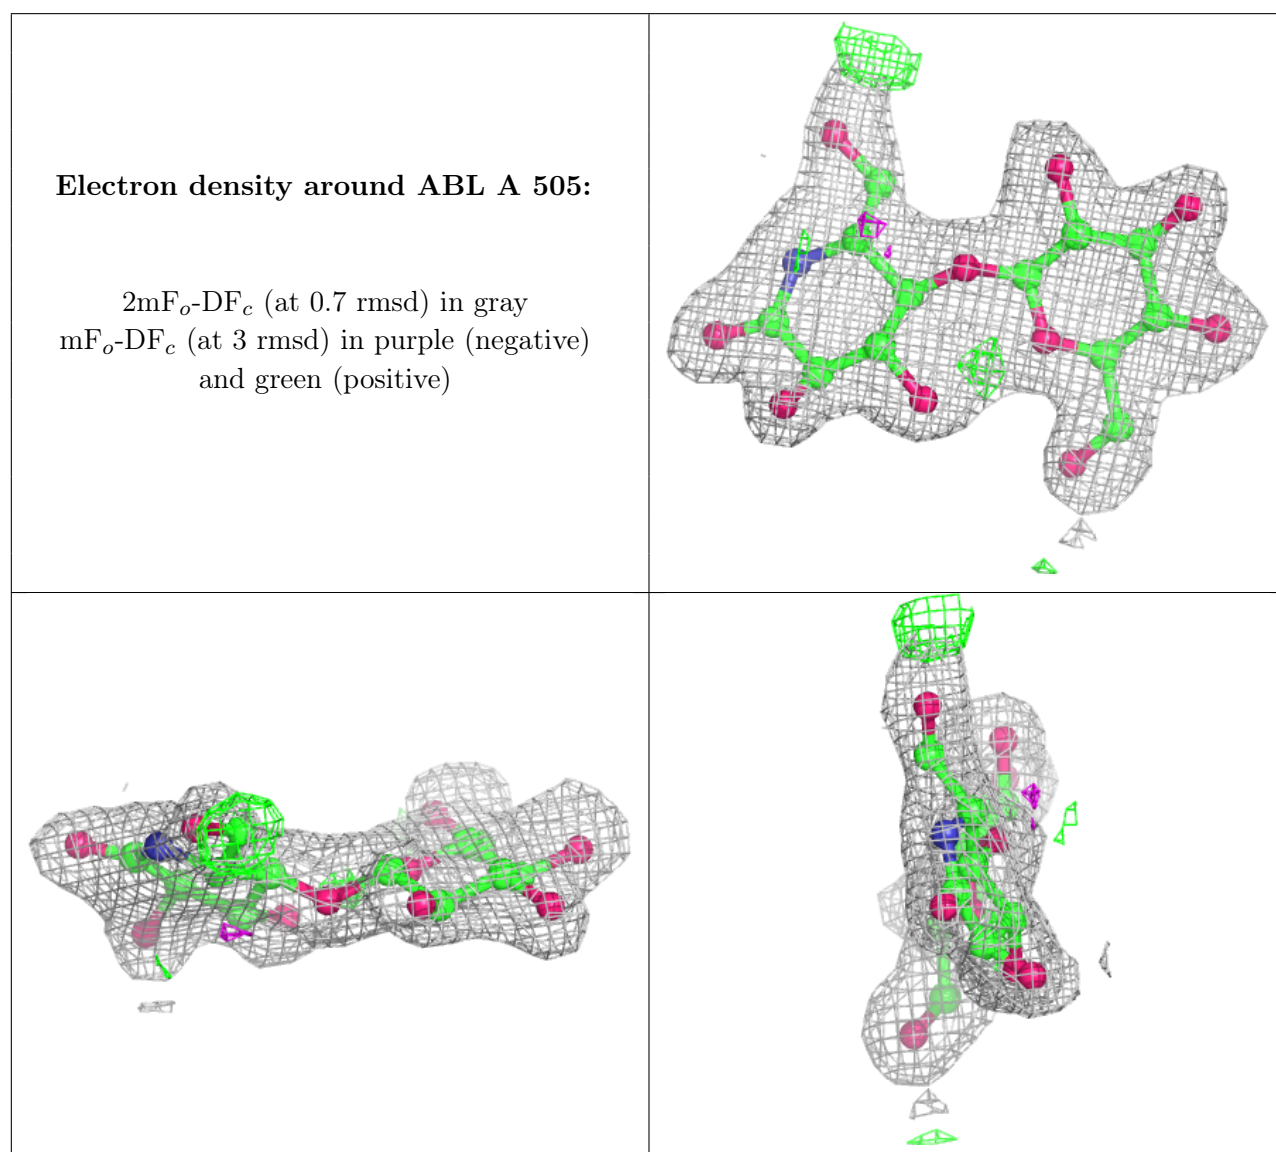 Electron density around ABL A 505:
2mFo-DFc (at 0.7 rmsd) in gray
mFo-DFc (at 3 rmsd) in purple (negative)
and green (positive)